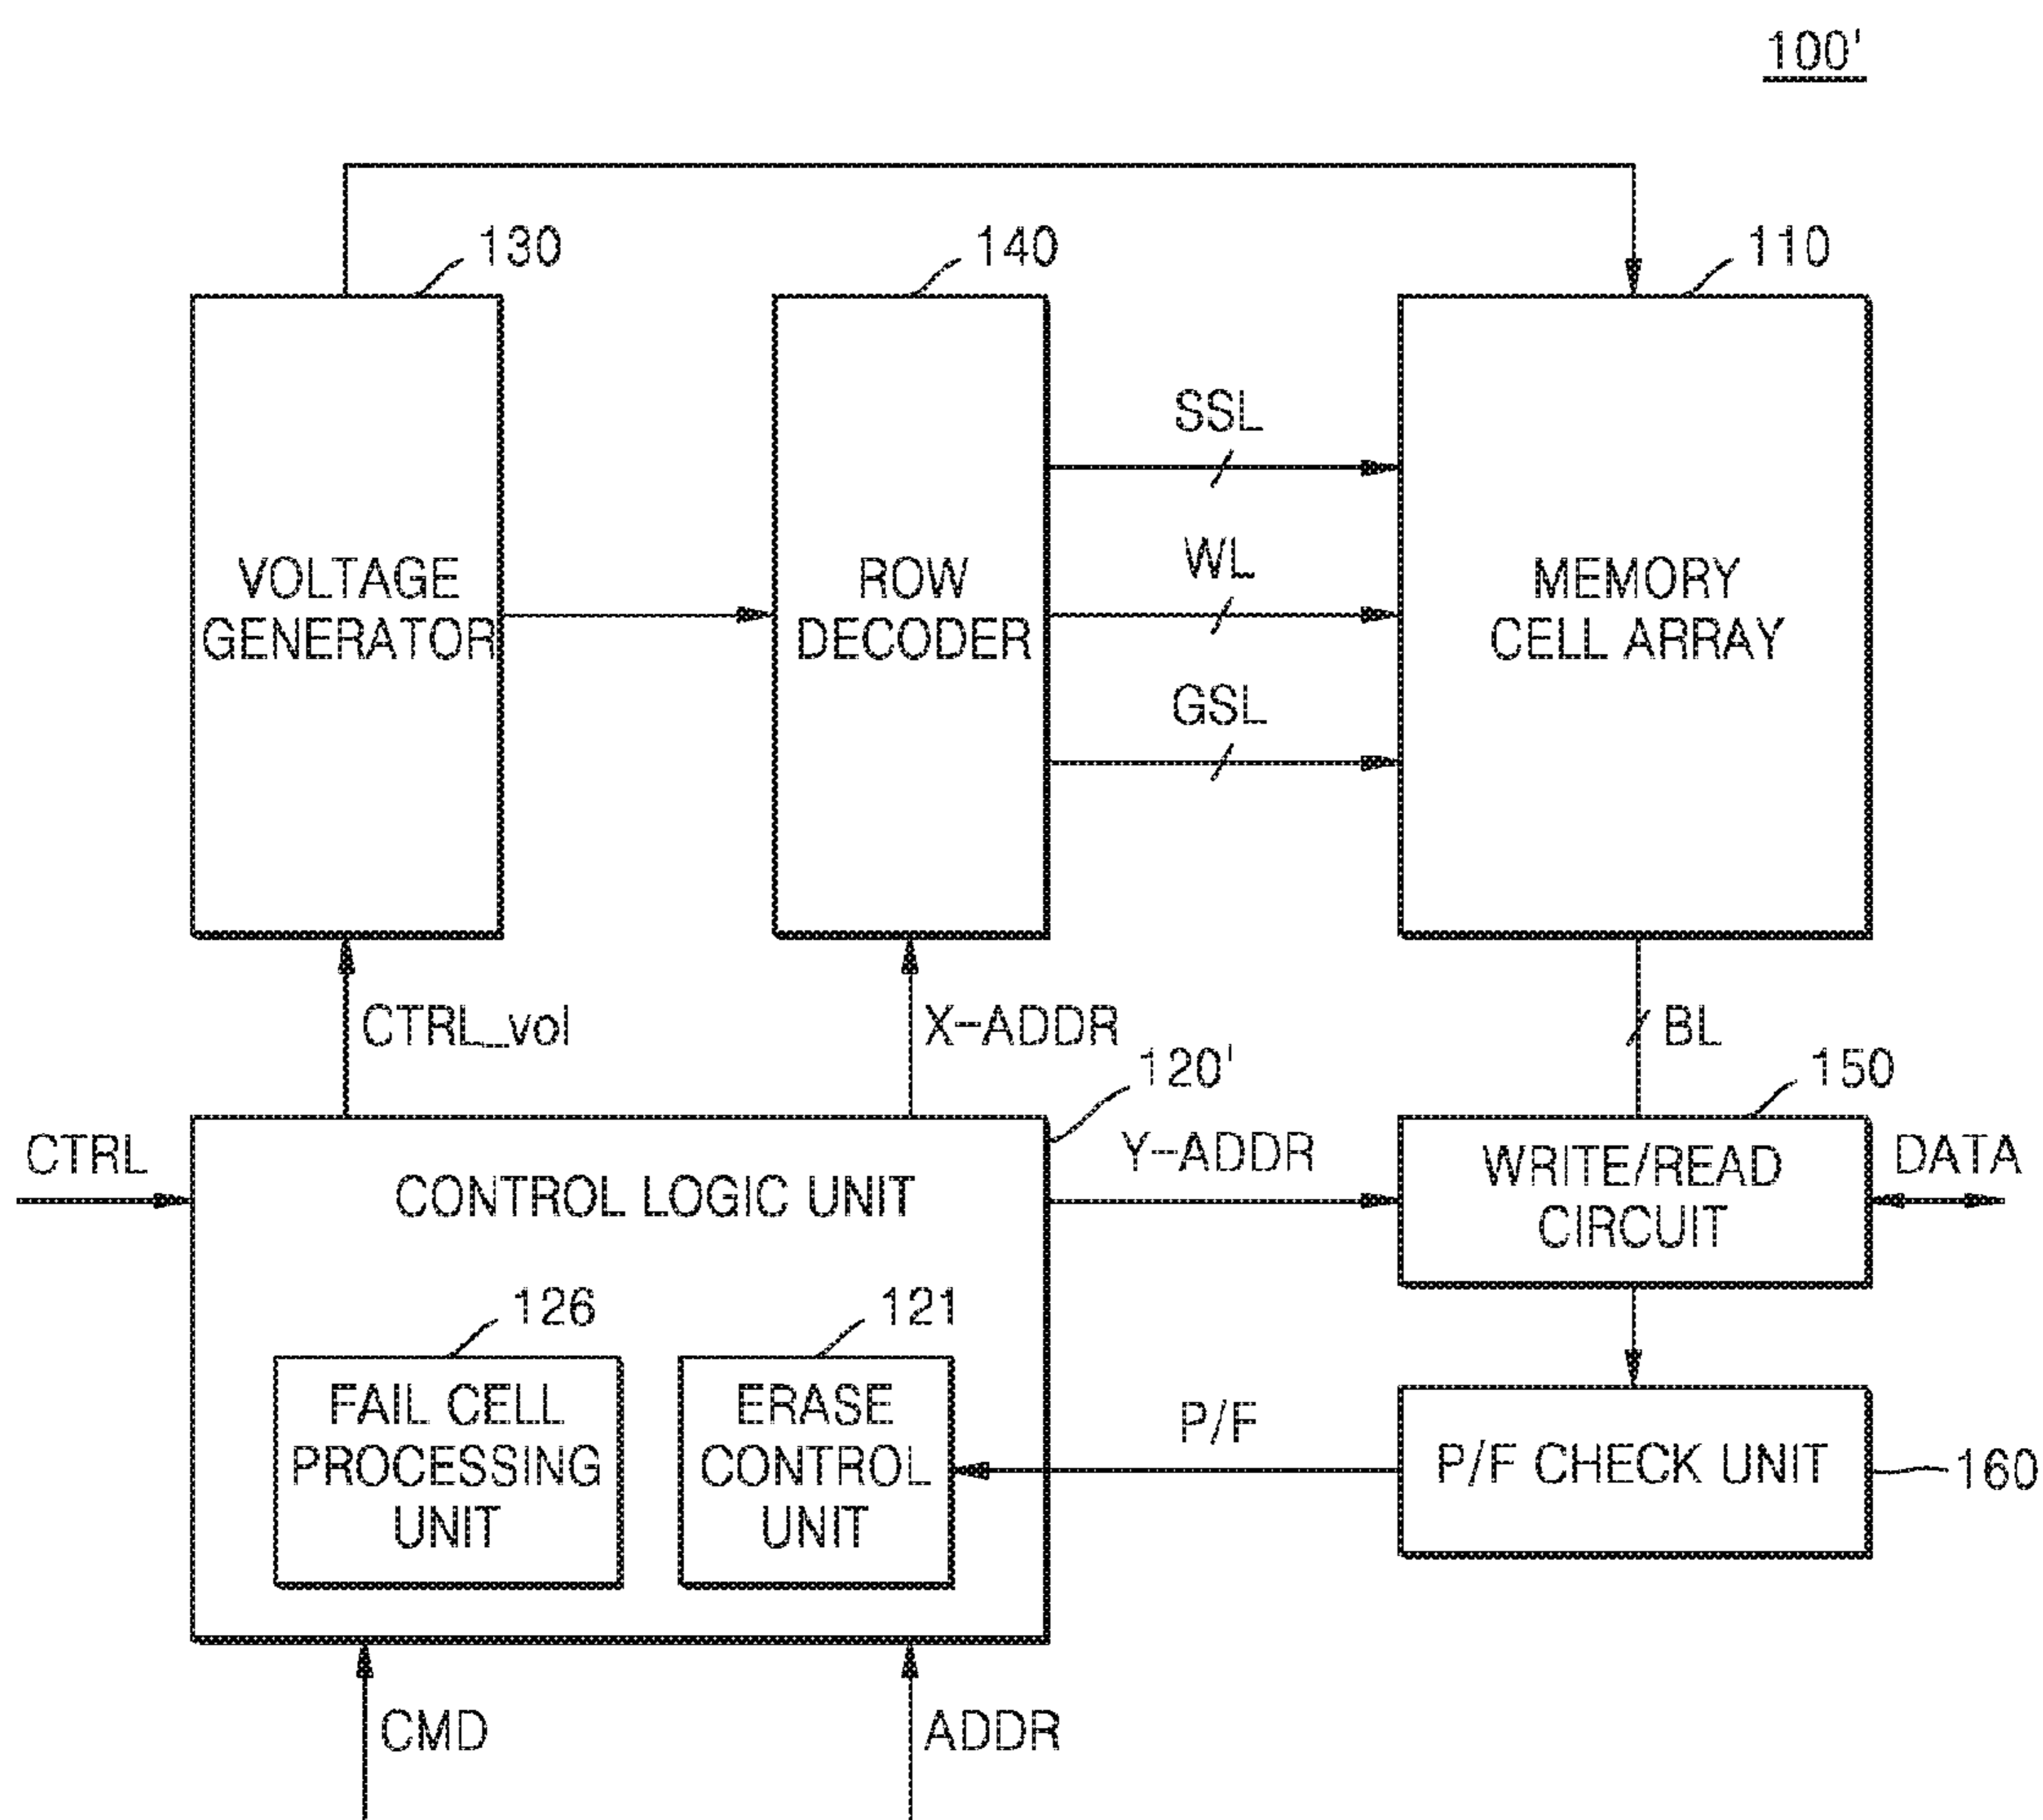 100'
130
140
110
VOLTAGE
GENERATOR
ROW
DECODER
SSL
WL
GSL
MEMORY
CELL ARRAY
CTRL_vol
X-ADDR
BL
120'
150
CTRL
CONTROL LOGIC UNIT
Y-ADDR
WRITE/READ
CIRCUIT
DATA
126
121
FAIL CELL
PROCESSING
UNIT
ERASE
CONTROL
UNIT
P/F
P/F CHECK UNIT
160
CMD
ADDR